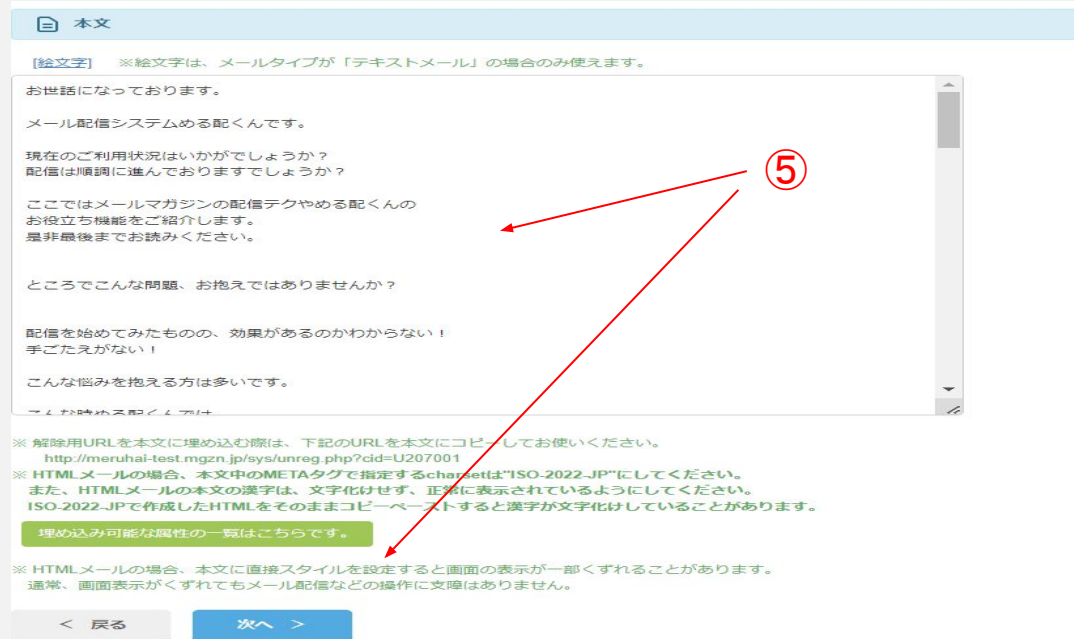 本文
[絵文字] ※絵文字は、メールタイプが「テキストメール」の場合のみ使えます。
お世話になっております。
メール配信システムめる配くんです。
現在のご利用状況はいかがでしょうか？
配信は順調に進んでおりますでしょうか？
ここではメールマガジンの配信テクやめる配くんの
お役立ち機能をご紹介します。
是非最後までお読みください。
⑤
ところでこんな問題、お抱えではありませんか？
配信を始めてみたものの、効果があるのかわからない！
手ごたえがない！
こんな悩みを抱える方は多いです。
こんな時める配くんでは
※ 解除用URLを本文に埋め込む際は、下記のURLを本文にコピーしてお使いください。
http://meruhai-test.mgzn.jp/sys/unreg.php?cid=U207001
※ HTMLメールの場合、本文中のMETAタグで指定するcharsetは"ISO-2022-JP"にしてください。
また、HTMLメールの本文の漢字は、文字化けせず、正常に表示されているようにしてください。
ISO-2022-JPで作成したHTMLをそのままコピーペーストすると漢字が文字化けしていることがあります。
埋め込み可能な属性の一覧はこちらです。
※ HTMLメールの場合、本文に直接スタイルを設定すると画面の表示が一部くずれることがあります。
通常、画面表示がくずれてもメール配信などの操作に支障はありません。
＜ 戻る 次へ ＞